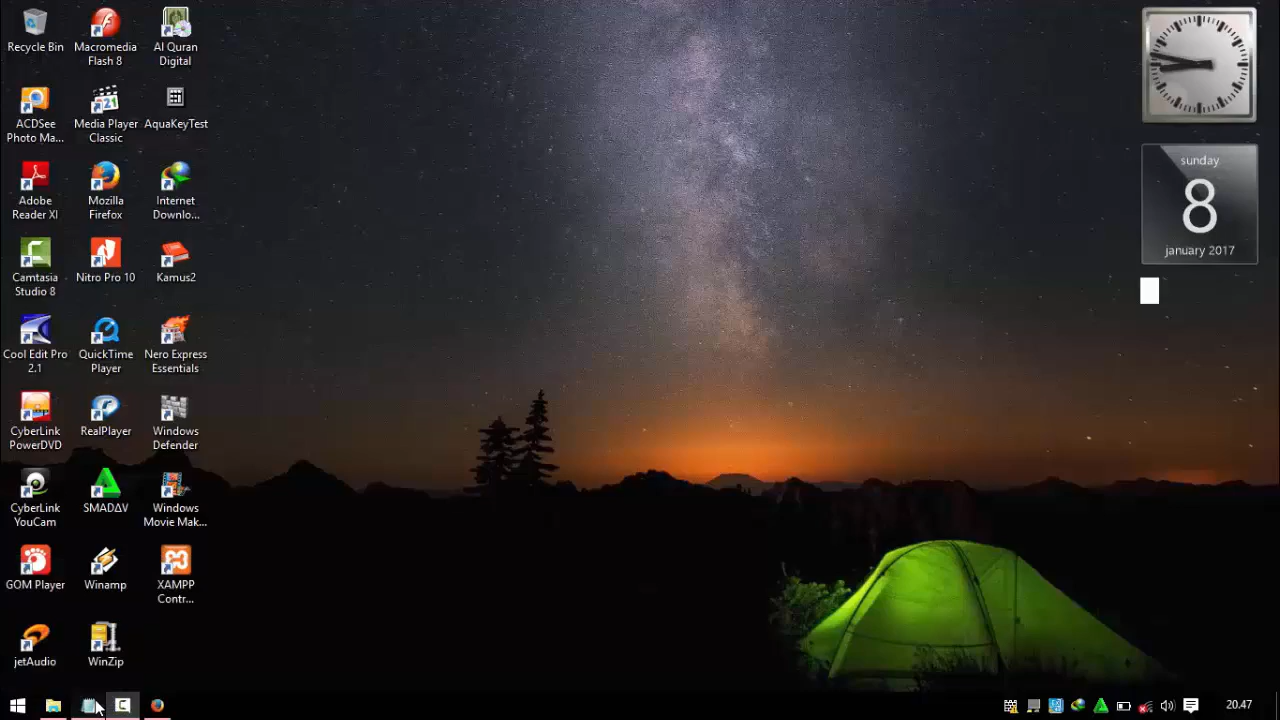 Recycle Bin
Macromedia
Flash 8
Al Quran
Digital
ACDSee
Photo Ma...
Media Player
Classic
AquaKeyTest
Adobe
Reader XI
Mozilla
Firefox
Internet
Downlo...
Camtasia
Studio 8
Nitro Pro 10
Kamus2
Cool Edit Pro
2.1
QuickTime
Player
Nero Express
Essentials
CyberLink
PowerDVD
RealPlayer
Windows
Defender
CyberLink
YouCam
SMADΔV
Windows
Movie Mak...
GOM Player
Winamp
XAMPP
Contr...
jetAudio
WinZip
sunday
8
january 2017
20.47